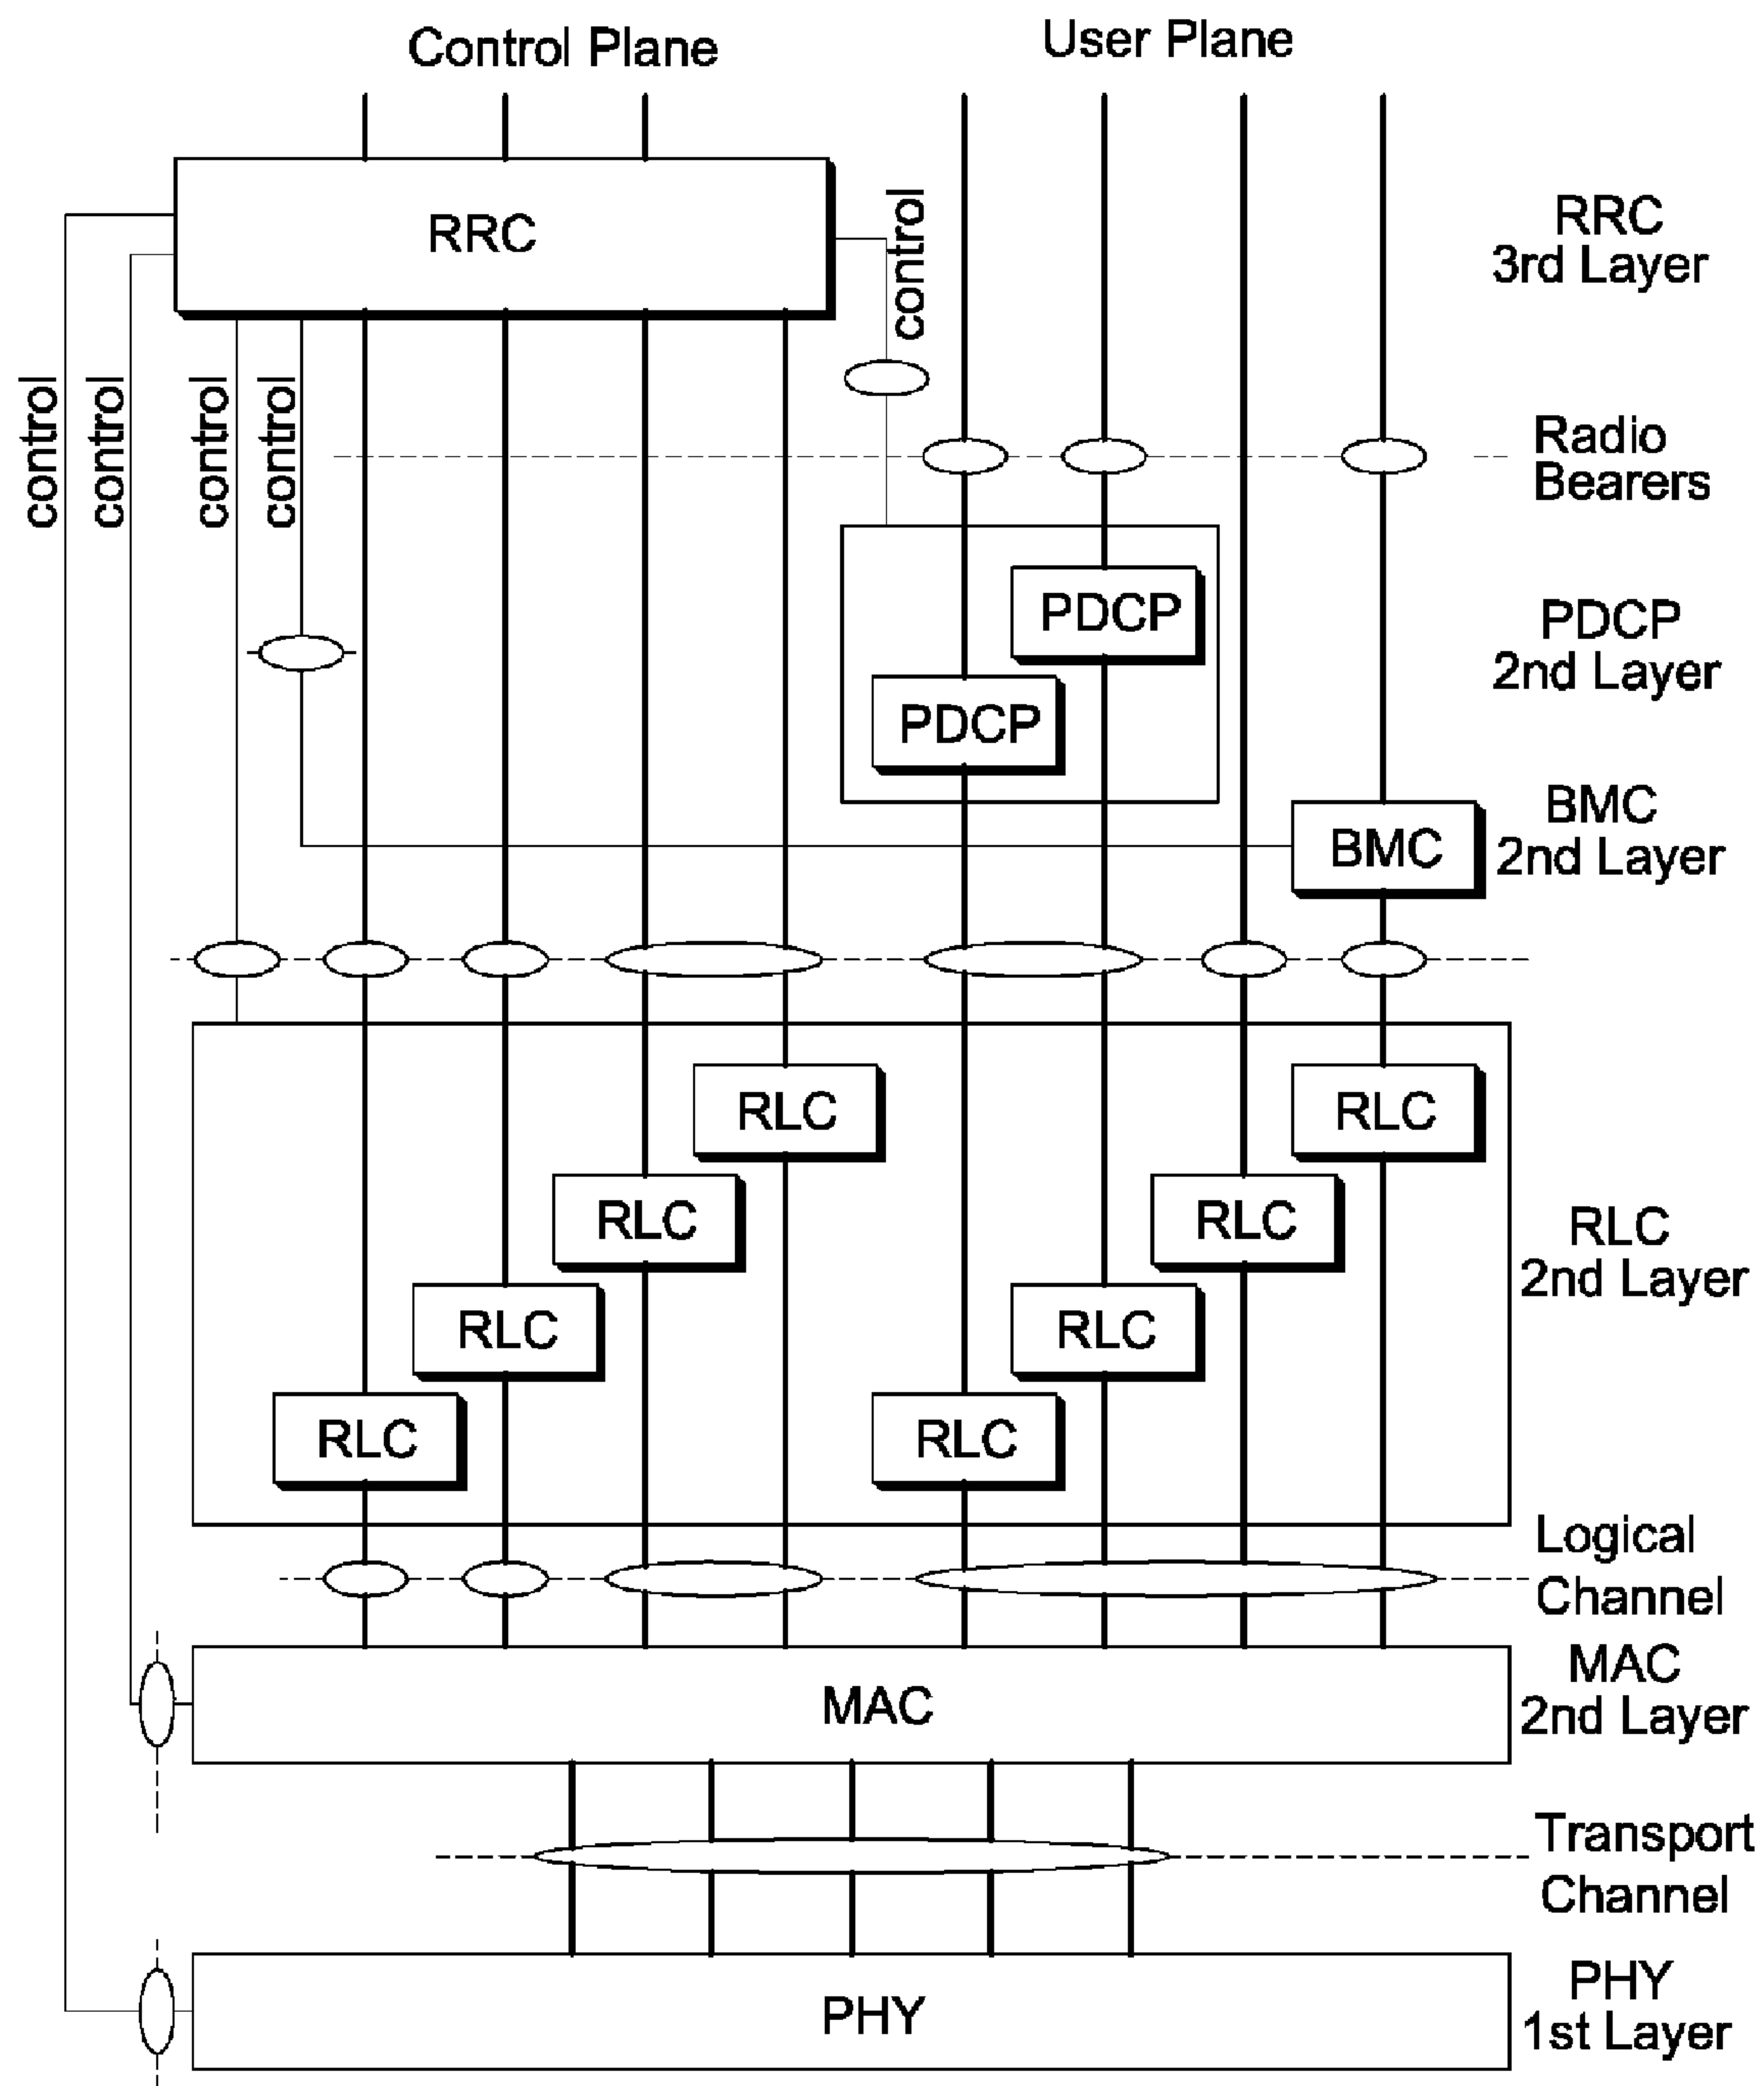 Control Plane
User Plane
RRC
control
RRC
3rd Layer
control
control
control
control
Radio
Bearers
PDCP
PDCP
PDCP
2nd Layer
BMC
BMC
2nd Layer
RLC
RLC
RLC
RLC
RLC
RLC
RLC
RLC
RLC
2nd Layer
Logical
Channel
MAC
MAC
2nd Layer
Transport
Channel
PHY
PHY
1st Layer